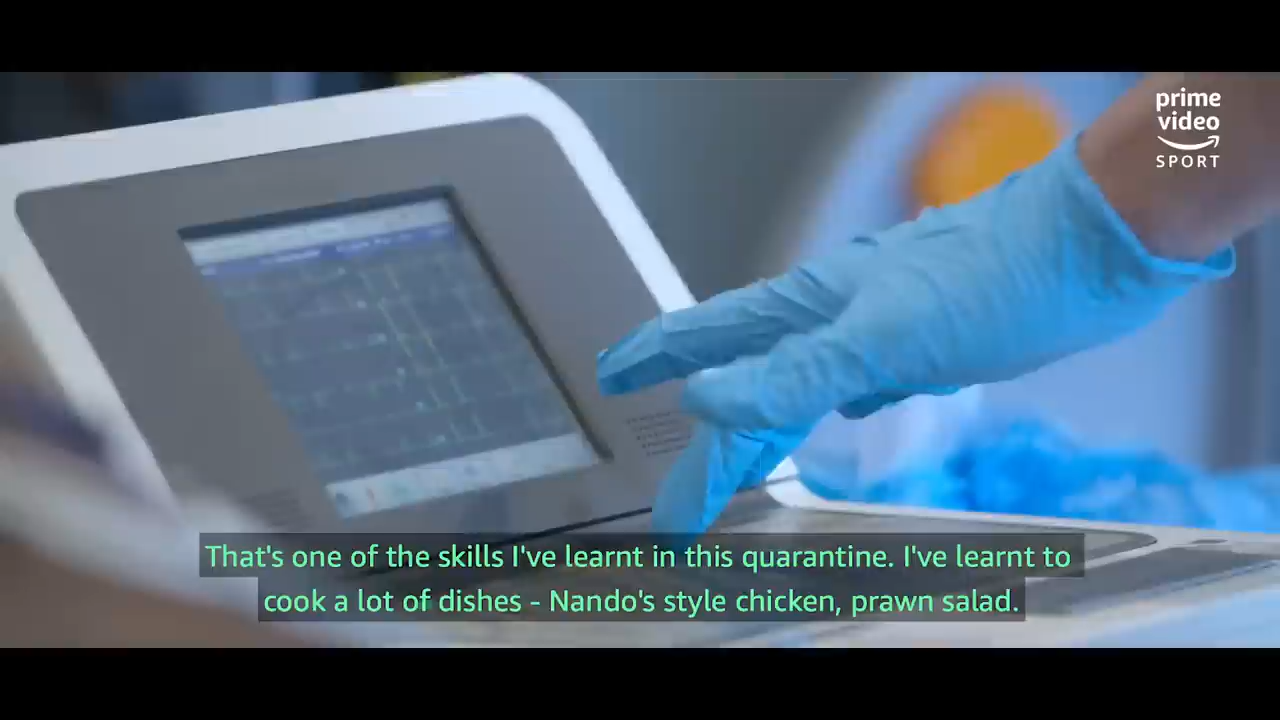 prime
video
SPORT
That's one of the skills I've learnt in this quarantine. I've learnt to
cook a lot of dishes - Nando's style chicken, prawn salad.